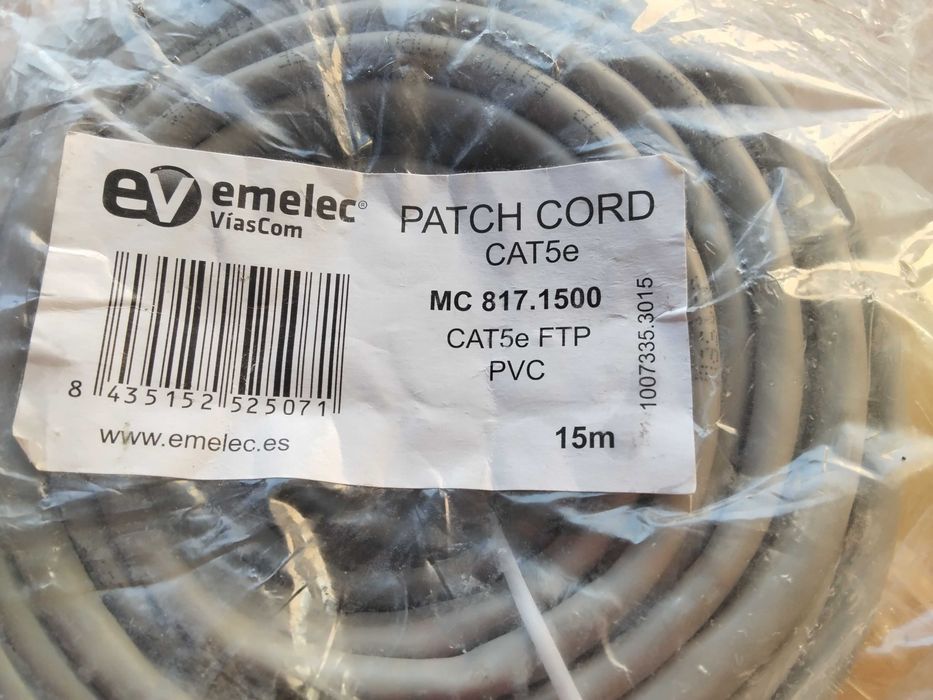 ev emelec®
VíasCom
PATCH CORD
CAT5e
MC 817.1500
CAT5e FTP
PVC
15m
1007335.3015
8 435152 525071
www.emelec.es